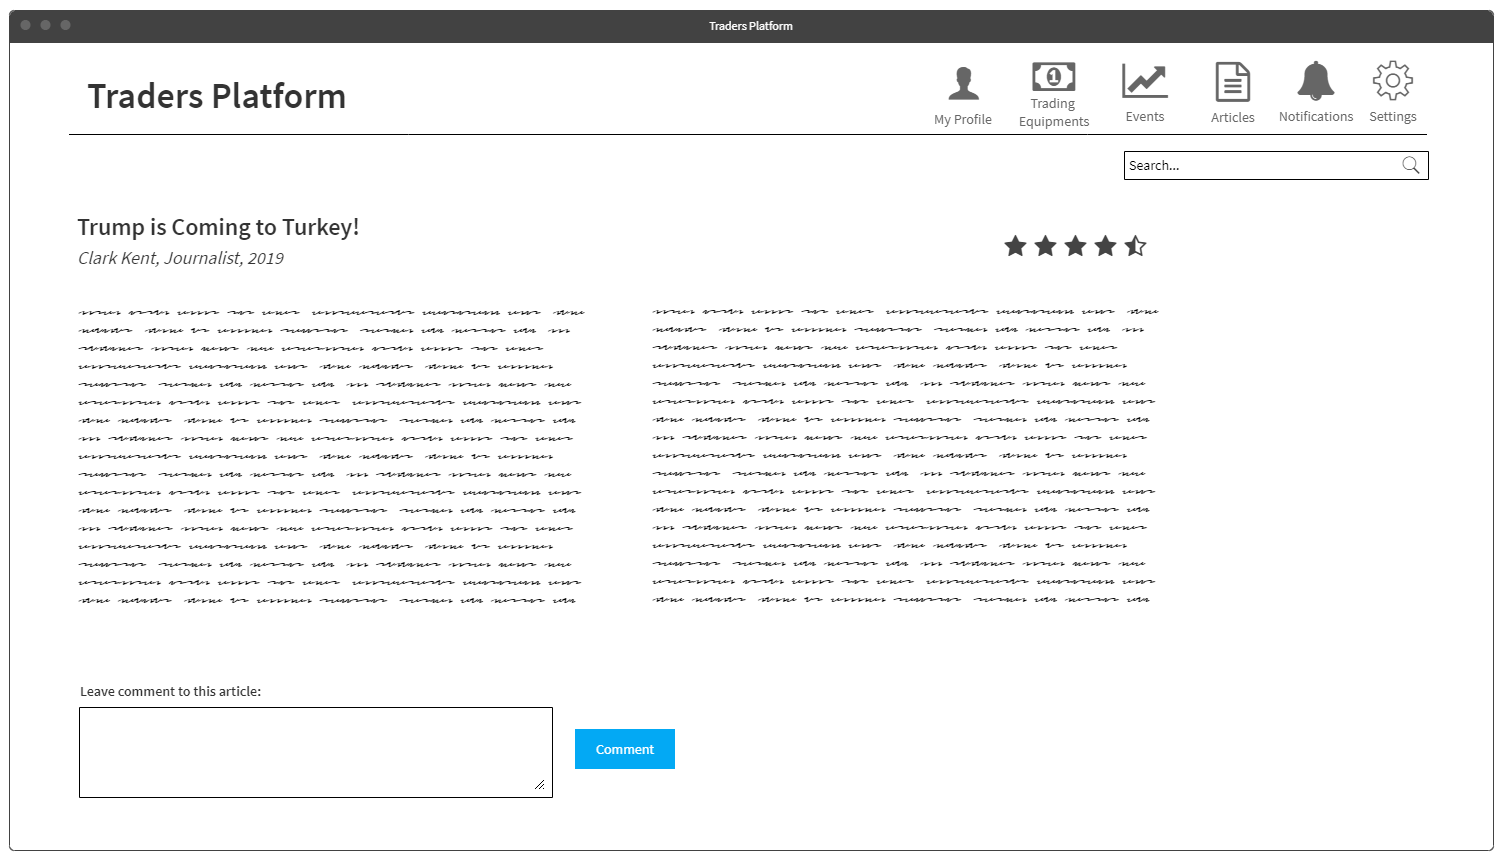 Traders Platform
Traders Platform
My Profile
Trading
Equipments
Events
Articles
Notifications
Settings
Search...
Trump is Coming to Turkey!
Clark Kent, Journalist, 2019
Leave comment to this article:
Comment